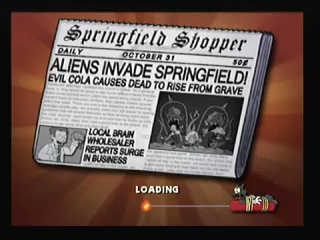 Springfield Shopper
DAILY
OCTOBER 31
50¢
ALIENS INVADE SPRINGFIELD!
EVIL COLA CAUSES DEAD TO RISE FROM GRAVE
LOCAL BRAIN
WHOLESALER
REPORTS SURGE
IN BUSINESS
LOADING